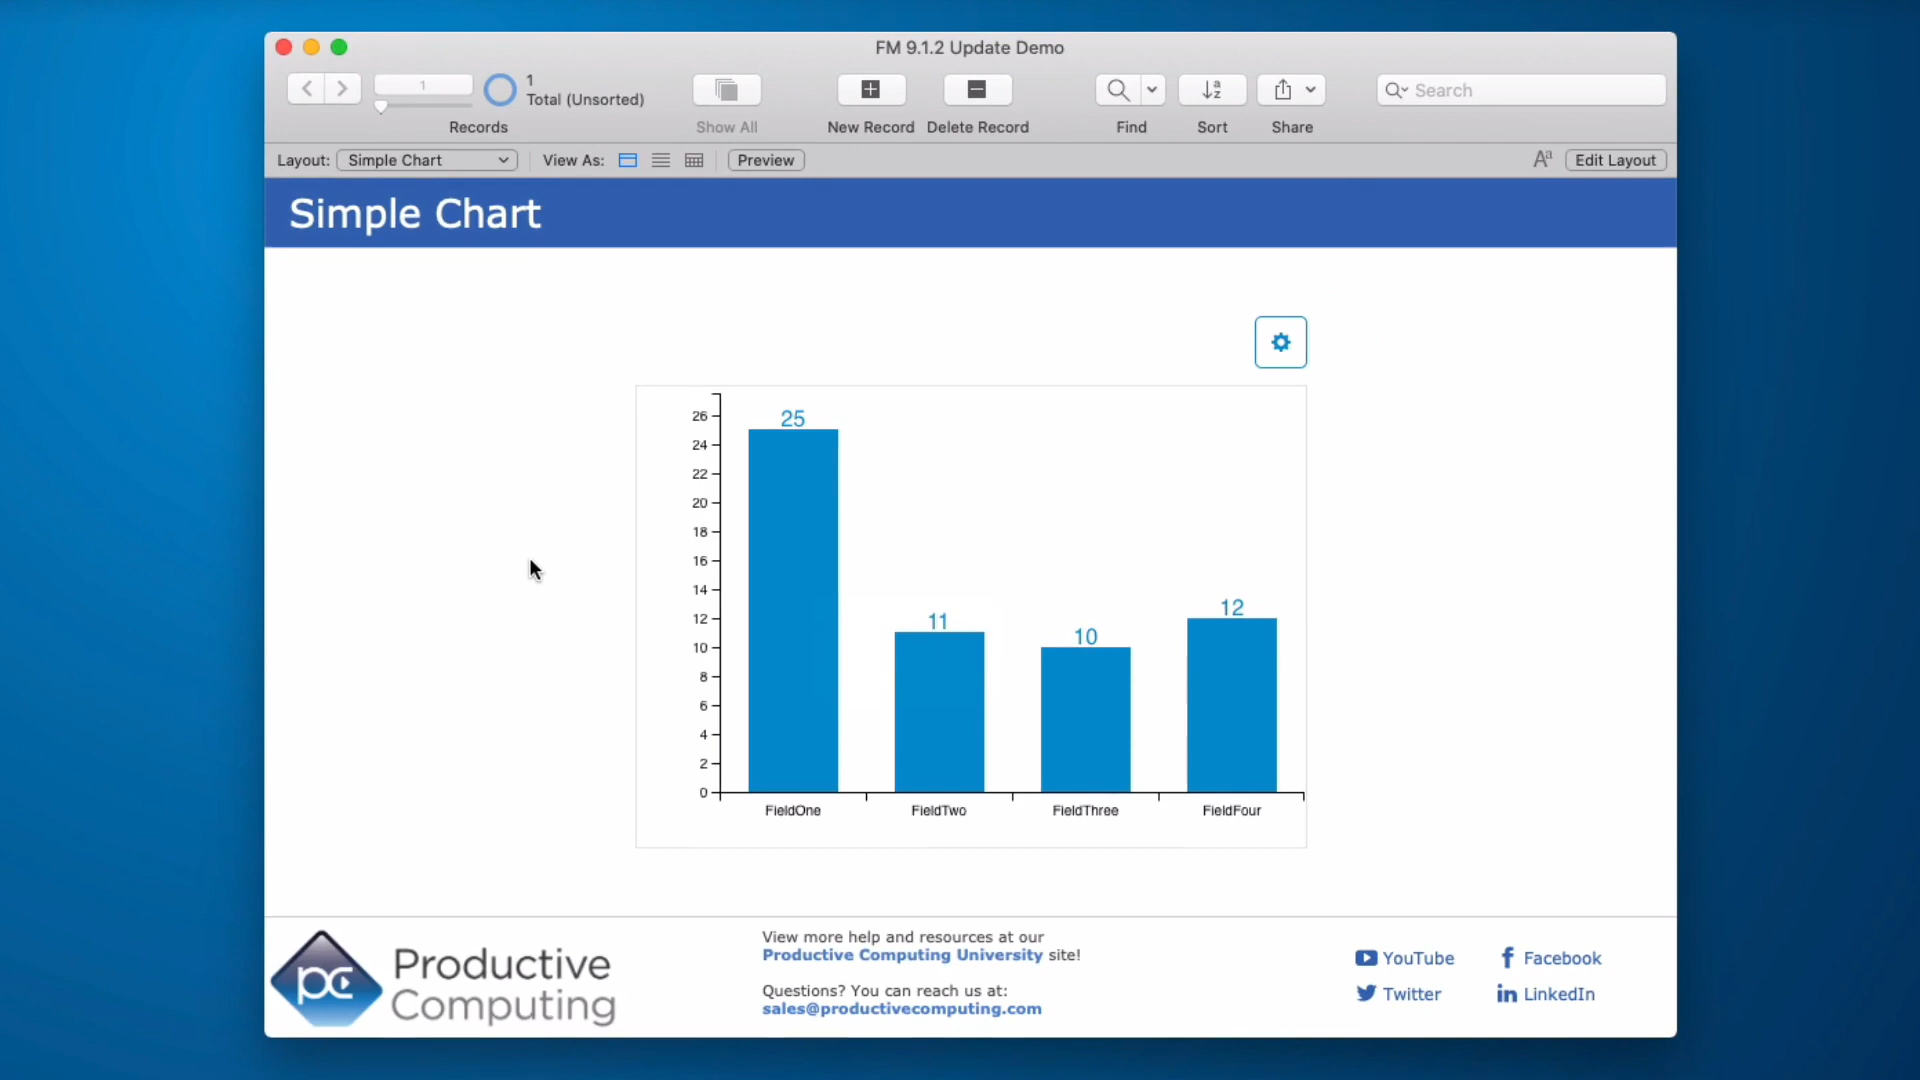 FM 9.1.2 Update Demo
1
1
Total (Unsorted)
Records
Show All
New Record
Delete Record
Find
Sort
Share
Search
Layout: Simple Chart
View As:
Preview
Aa
Edit Layout
Simple Chart
26
24
22
20
18
16
14
12
10
8
6
4
2
0
25
11
10
12
FieldOne
FieldTwo
FieldThree
FieldFour
pc
Productive
Computing
View more help and resources at our
Productive Computing University site!
Questions? You can reach us at:
sales@productivecomputing.com
YouTube
Facebook
Twitter
LinkedIn